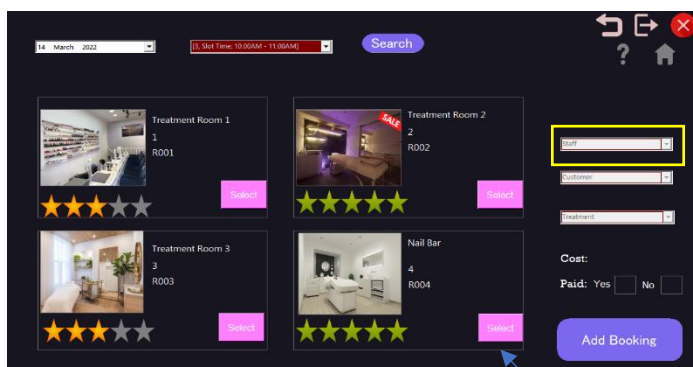 14 March 2022
[3, Slot Time: 10:00AM - 11:00AM]
Search
?
Treatment Room 1
1
R001
Select
Treatment Room 2
2
R002
SALE
Select
Treatment Room 3
3
R003
Select
Nail Bar
4
R004
Select
Staff
Customer
Treatment
Cost:
Paid: Yes No
Add Booking